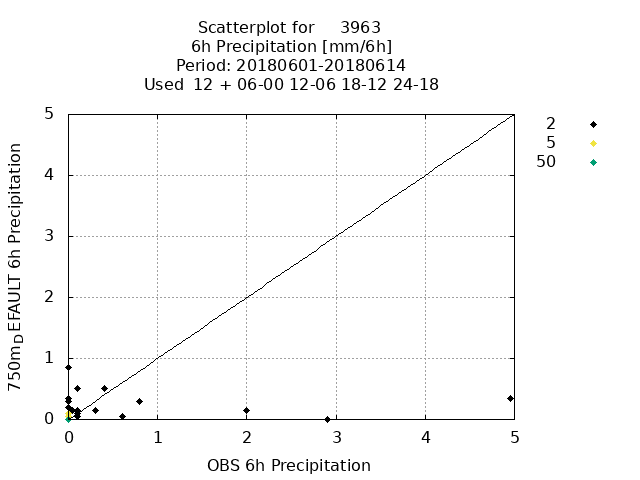 Scatterplot for 3963
6h Precipitation [mm/6h]
Period: 20180601-20180614
Used 12 + 06-00 12-06 18-12 24-18
2
5
50
5
4
3
2
1
0
0 1 2 3 4 5
750mDEFAULT 6h Precipitation
OBS 6h Precipitation